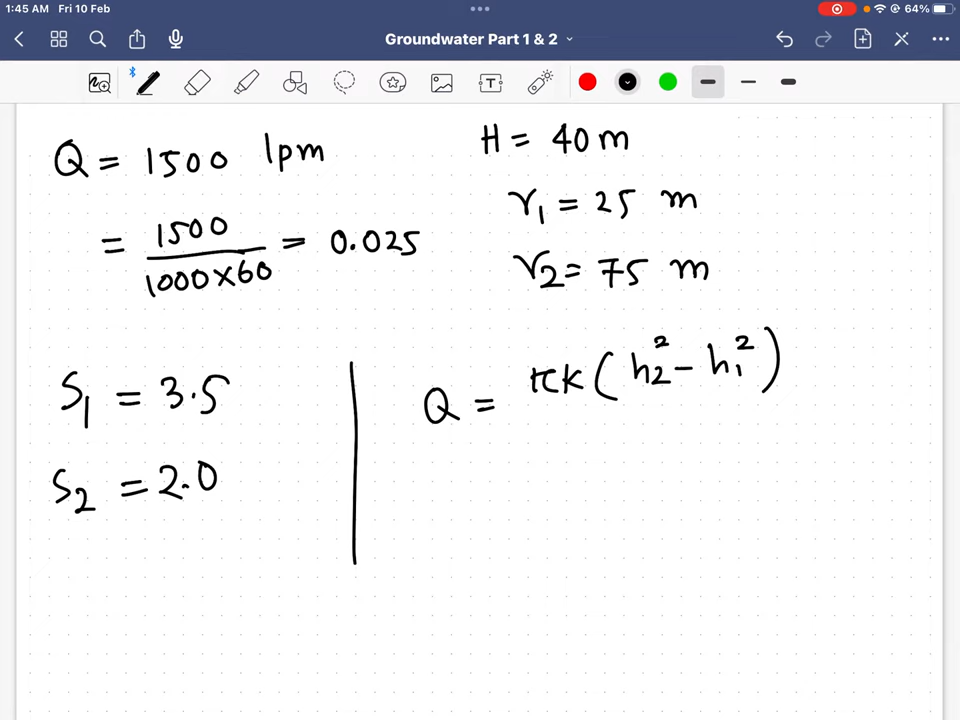 1:45 AM Fri 10 Feb
64%
Groundwater Part 1 & 2
Q = 1500 lpm
= 1500 / 1000×60 = 0.025
H = 40 m
r₁ = 25 m
r₂ = 75 m
S₁ = 3.5
S₂ = 2.0
Q = πk(h₂² - h₁²)